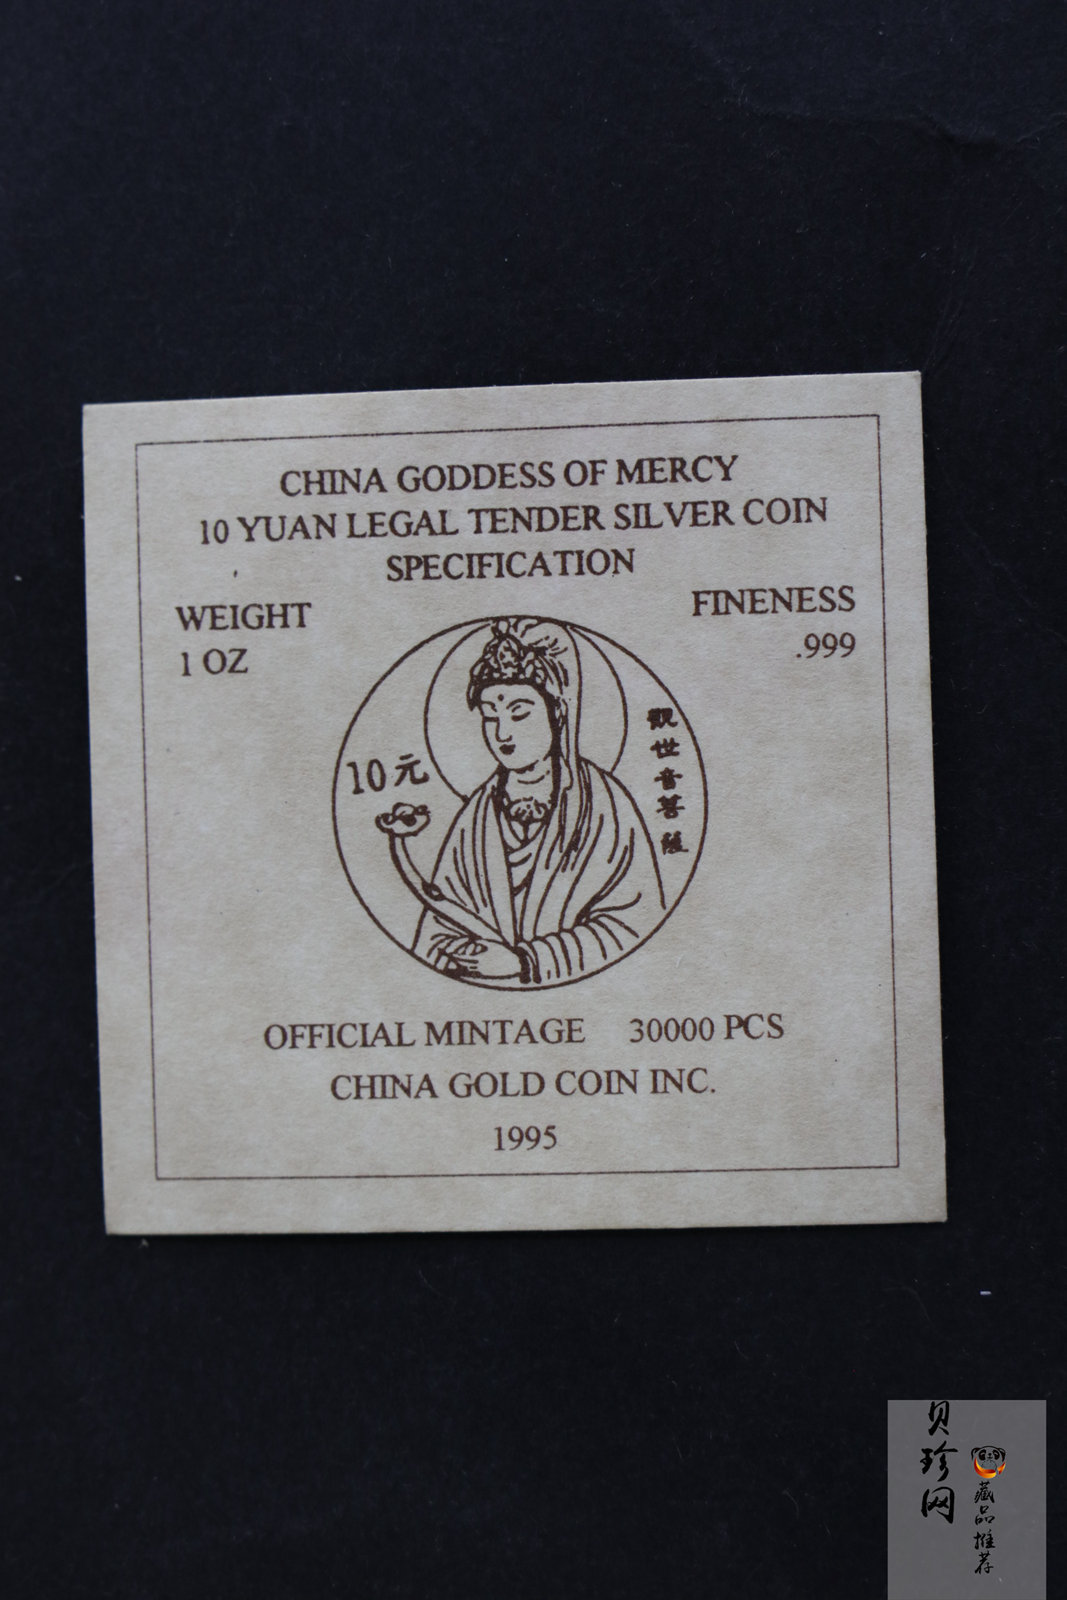 CHINA GODDESS OF MERCY
10 YUAN LEGAL TENDER SILVER COIN
SPECIFICATION
WEIGHT
1 OZ
FINENESS
.999
10元
觀世音菩薩
OFFICIAL MINTAGE 30000 PCS
CHINA GOLD COIN INC.
1995
贝珍网
藏品推荐